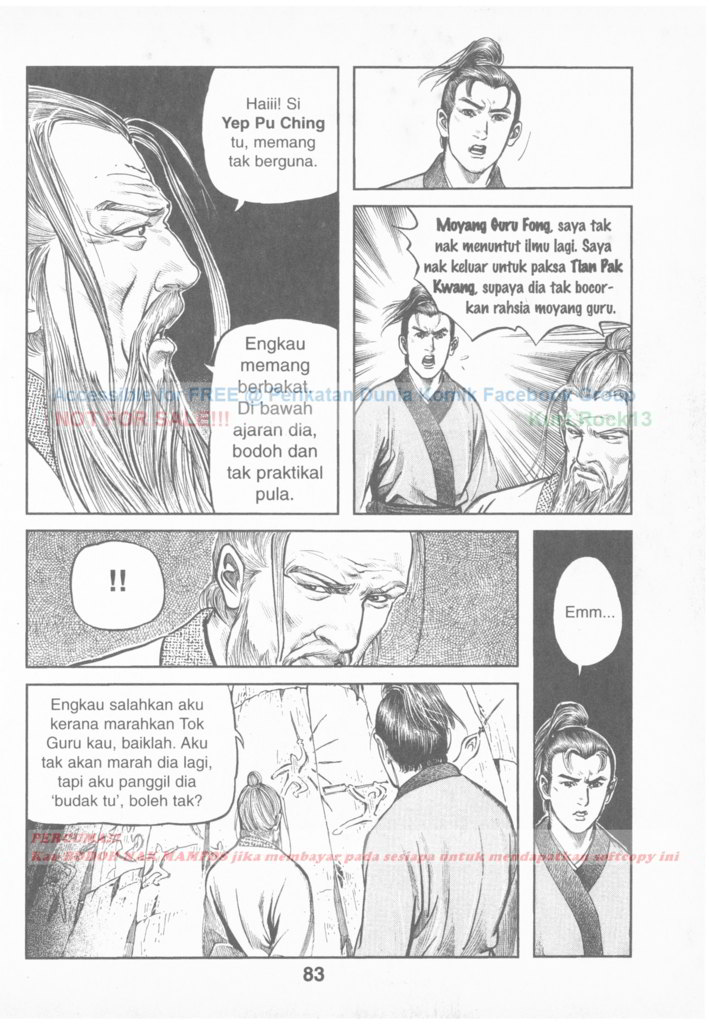 Haiii! Si
Yep Pu Ching
tu, memang
tak berguna.
Engkau
memang
berbakat.
Di bawah
ajaran dia,
bodoh dan
tak praktikal
pula.
Moyang Guru Fong, saya tak
nak menuntut ilmu lagi. Saya
nak keluar untuk paksa Tian Pak
Kwang, supaya dia tak bocor-
kan rahsia moyang guru.
Accessible for FREE @ Perikatan Dunia Komik Facebook Group
NOT FOR SALE!!!
Kurt Rock13
!!
Emm...
Engkau salahkan aku
kerana marahkan Tok
Guru kau, baiklah. Aku
tak akan marah dia lagi,
tapi aku panggil dia
'budak tu', boleh tak?
PERCUMA!!
Kau BODOH NAK MAMPOS jika membayar pada sesiapa untuk mendapatkan softcopy ini
83